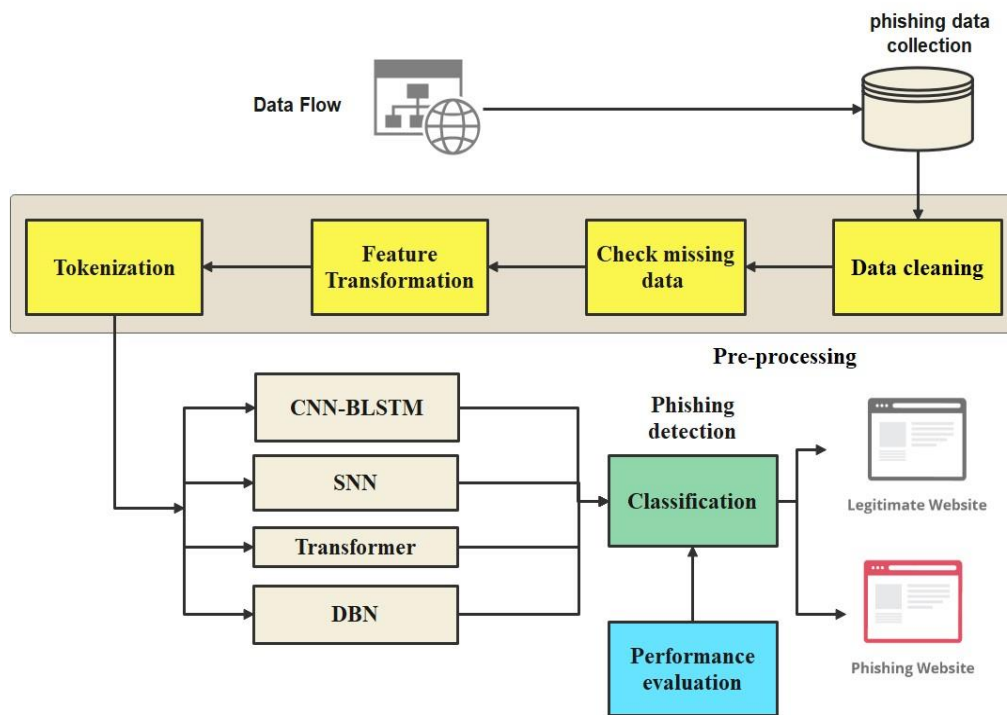 phishing data
collection
Data Flow
Tokenization
Feature
Transformation
Check missing
data
Data cleaning
Pre-processing
CNN-BLSTM
SNN
Transformer
DBN
Phishing
detection
Classification
Performance
evaluation
Legitimate Website
Phishing Website